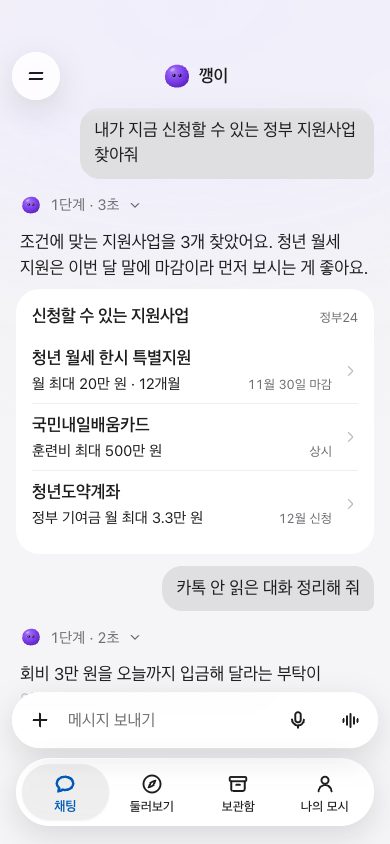 깽이
내가 지금 신청할 수 있는 정부 지원사업
찾아줘
1단계 · 3초
조건에 맞는 지원사업을 3개 찾았어요. 청년 월세
지원은 이번 달 말에 마감이라 먼저 보시는 게 좋아요.
신청할 수 있는 지원사업 정부24
청년 월세 한시 특별지원
월 최대 20만 원 · 12개월 11월 30일 마감
국민내일배움카드
훈련비 최대 500만 원 상시
청년도약계좌
정부 기여금 월 최대 3.3만 원 12월 신청
카톡 안 읽은 대화 정리해 줘
1단계 · 2초
회비 3만 원을 오늘까지 입금해 달라는 부탁이
메시지 보내기
채팅 둘러보기 보관함 나의 모시